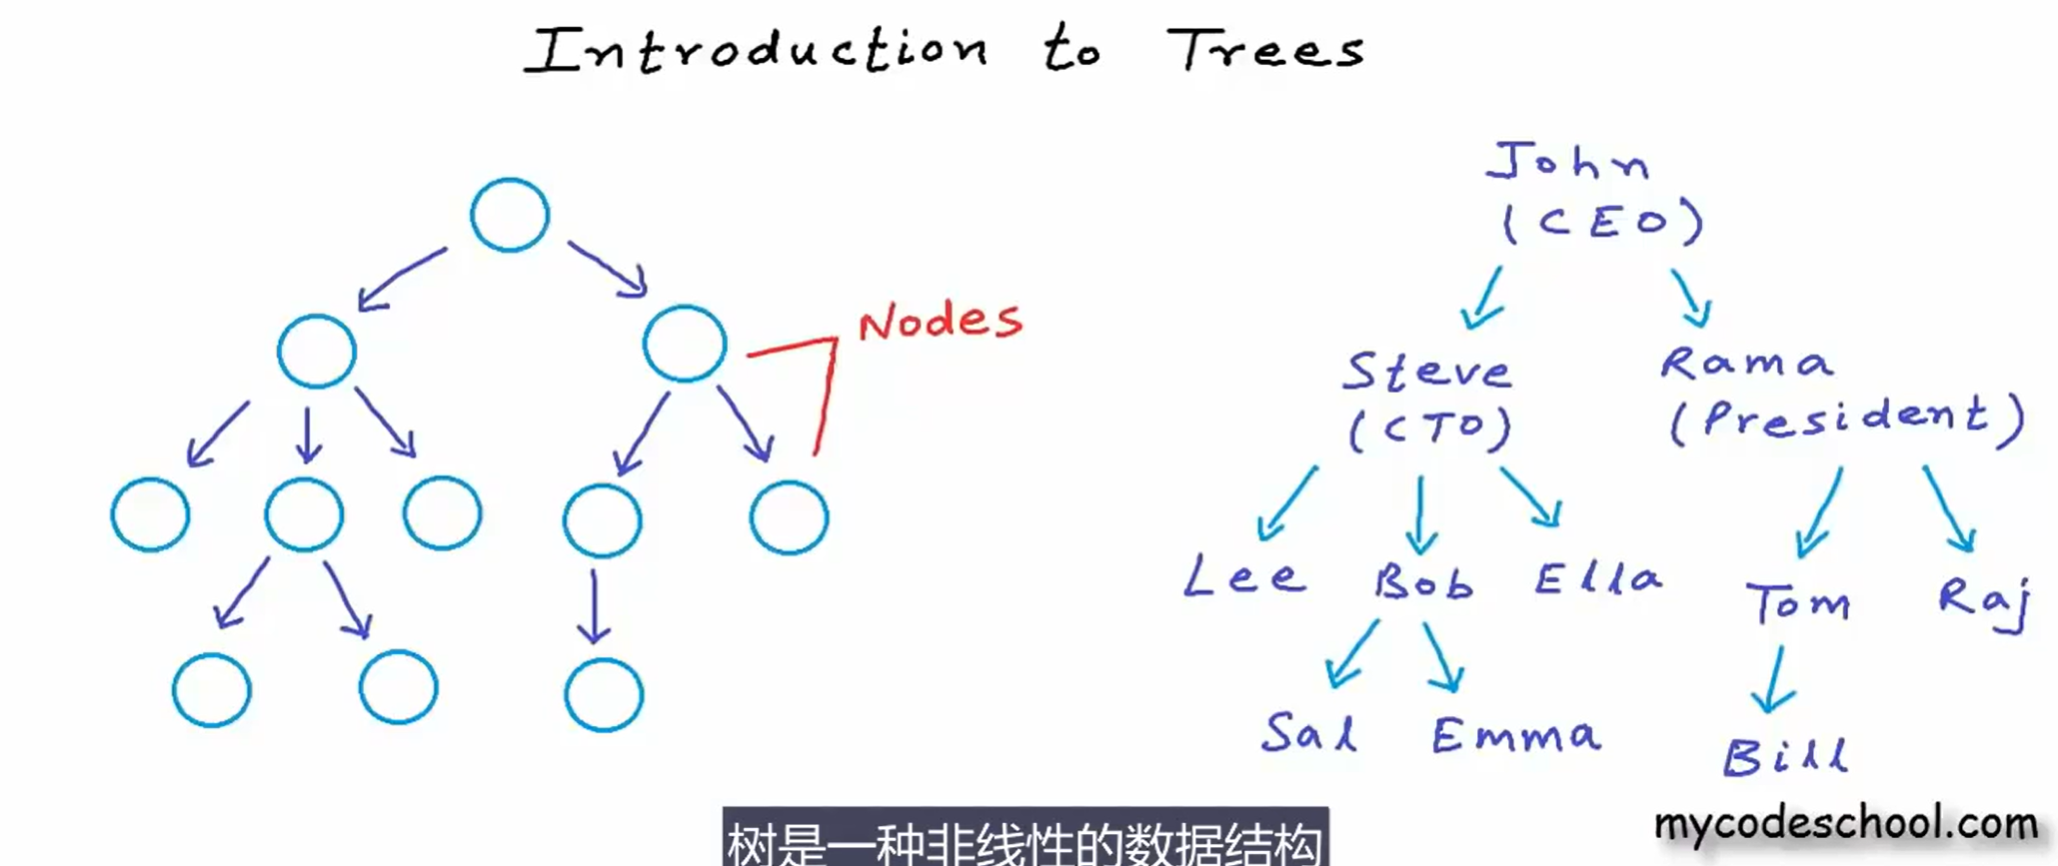 Introduction to Trees
John
(CEO)
Nodes
Steve
(CTO)
Rama
(President)
Lee Bob Ella
Tom Raj
Sal Emma
Bill
mycodeschool.com
树是一种非线性的数据结构